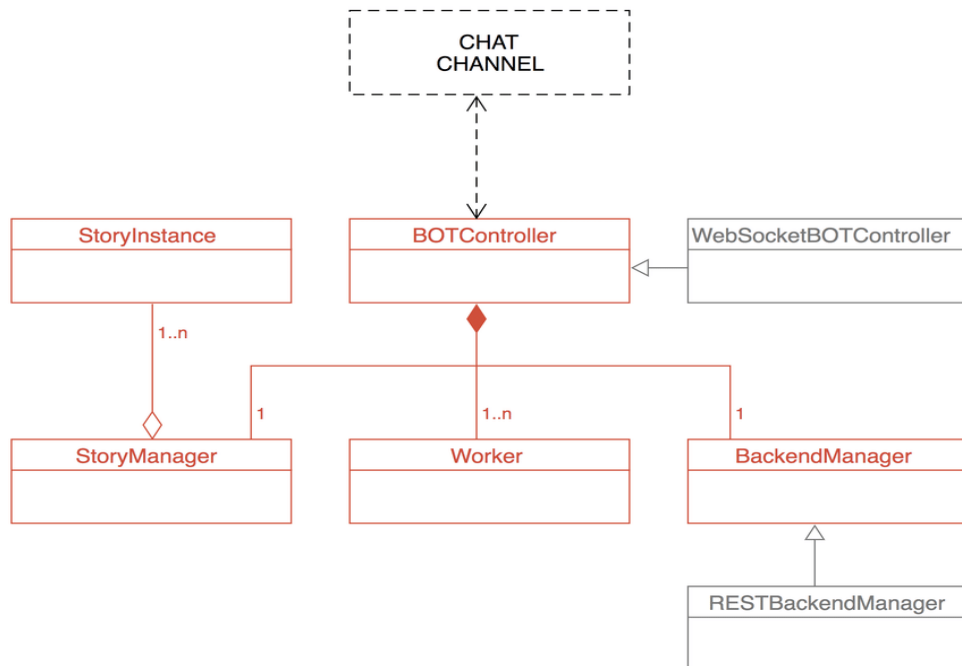 CHAT
CHANNEL
StoryInstance
BOTController
WebSocketBOTController
1..n
1
1..n
1
StoryManager
Worker
BackendManager
RESTBackendManager